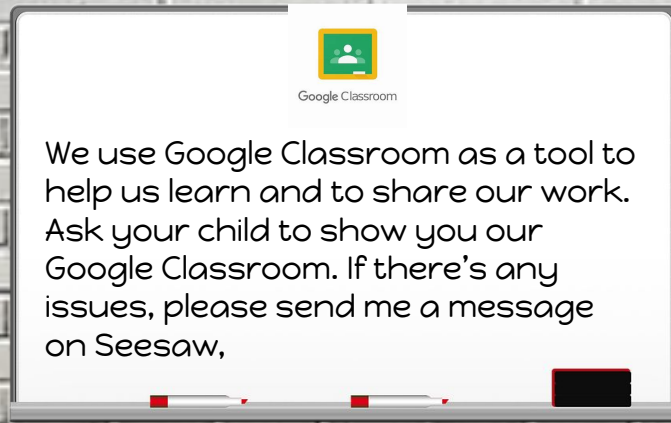 Google Classroom
We use Google Classroom as a tool to
help us learn and to share our work.
Ask your child to show you our
Google Classroom. If there's any
issues, please send me a message
on Seesaw,